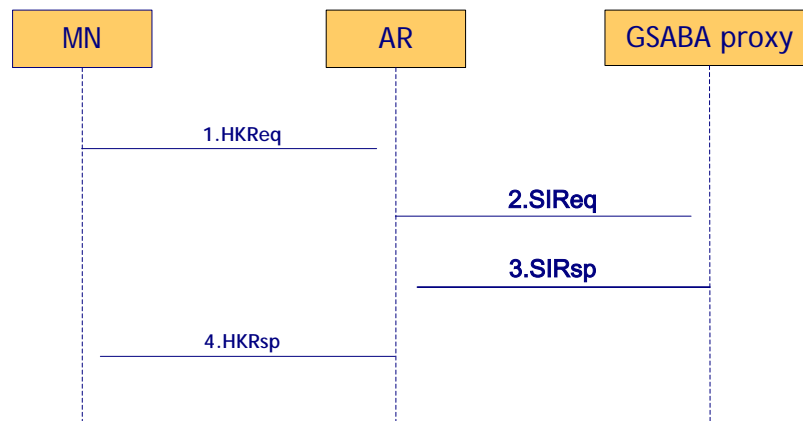 MN
AR
GSABA proxy
1.HKReq
2.SIReq
3.SIRsp
4.HKRsp